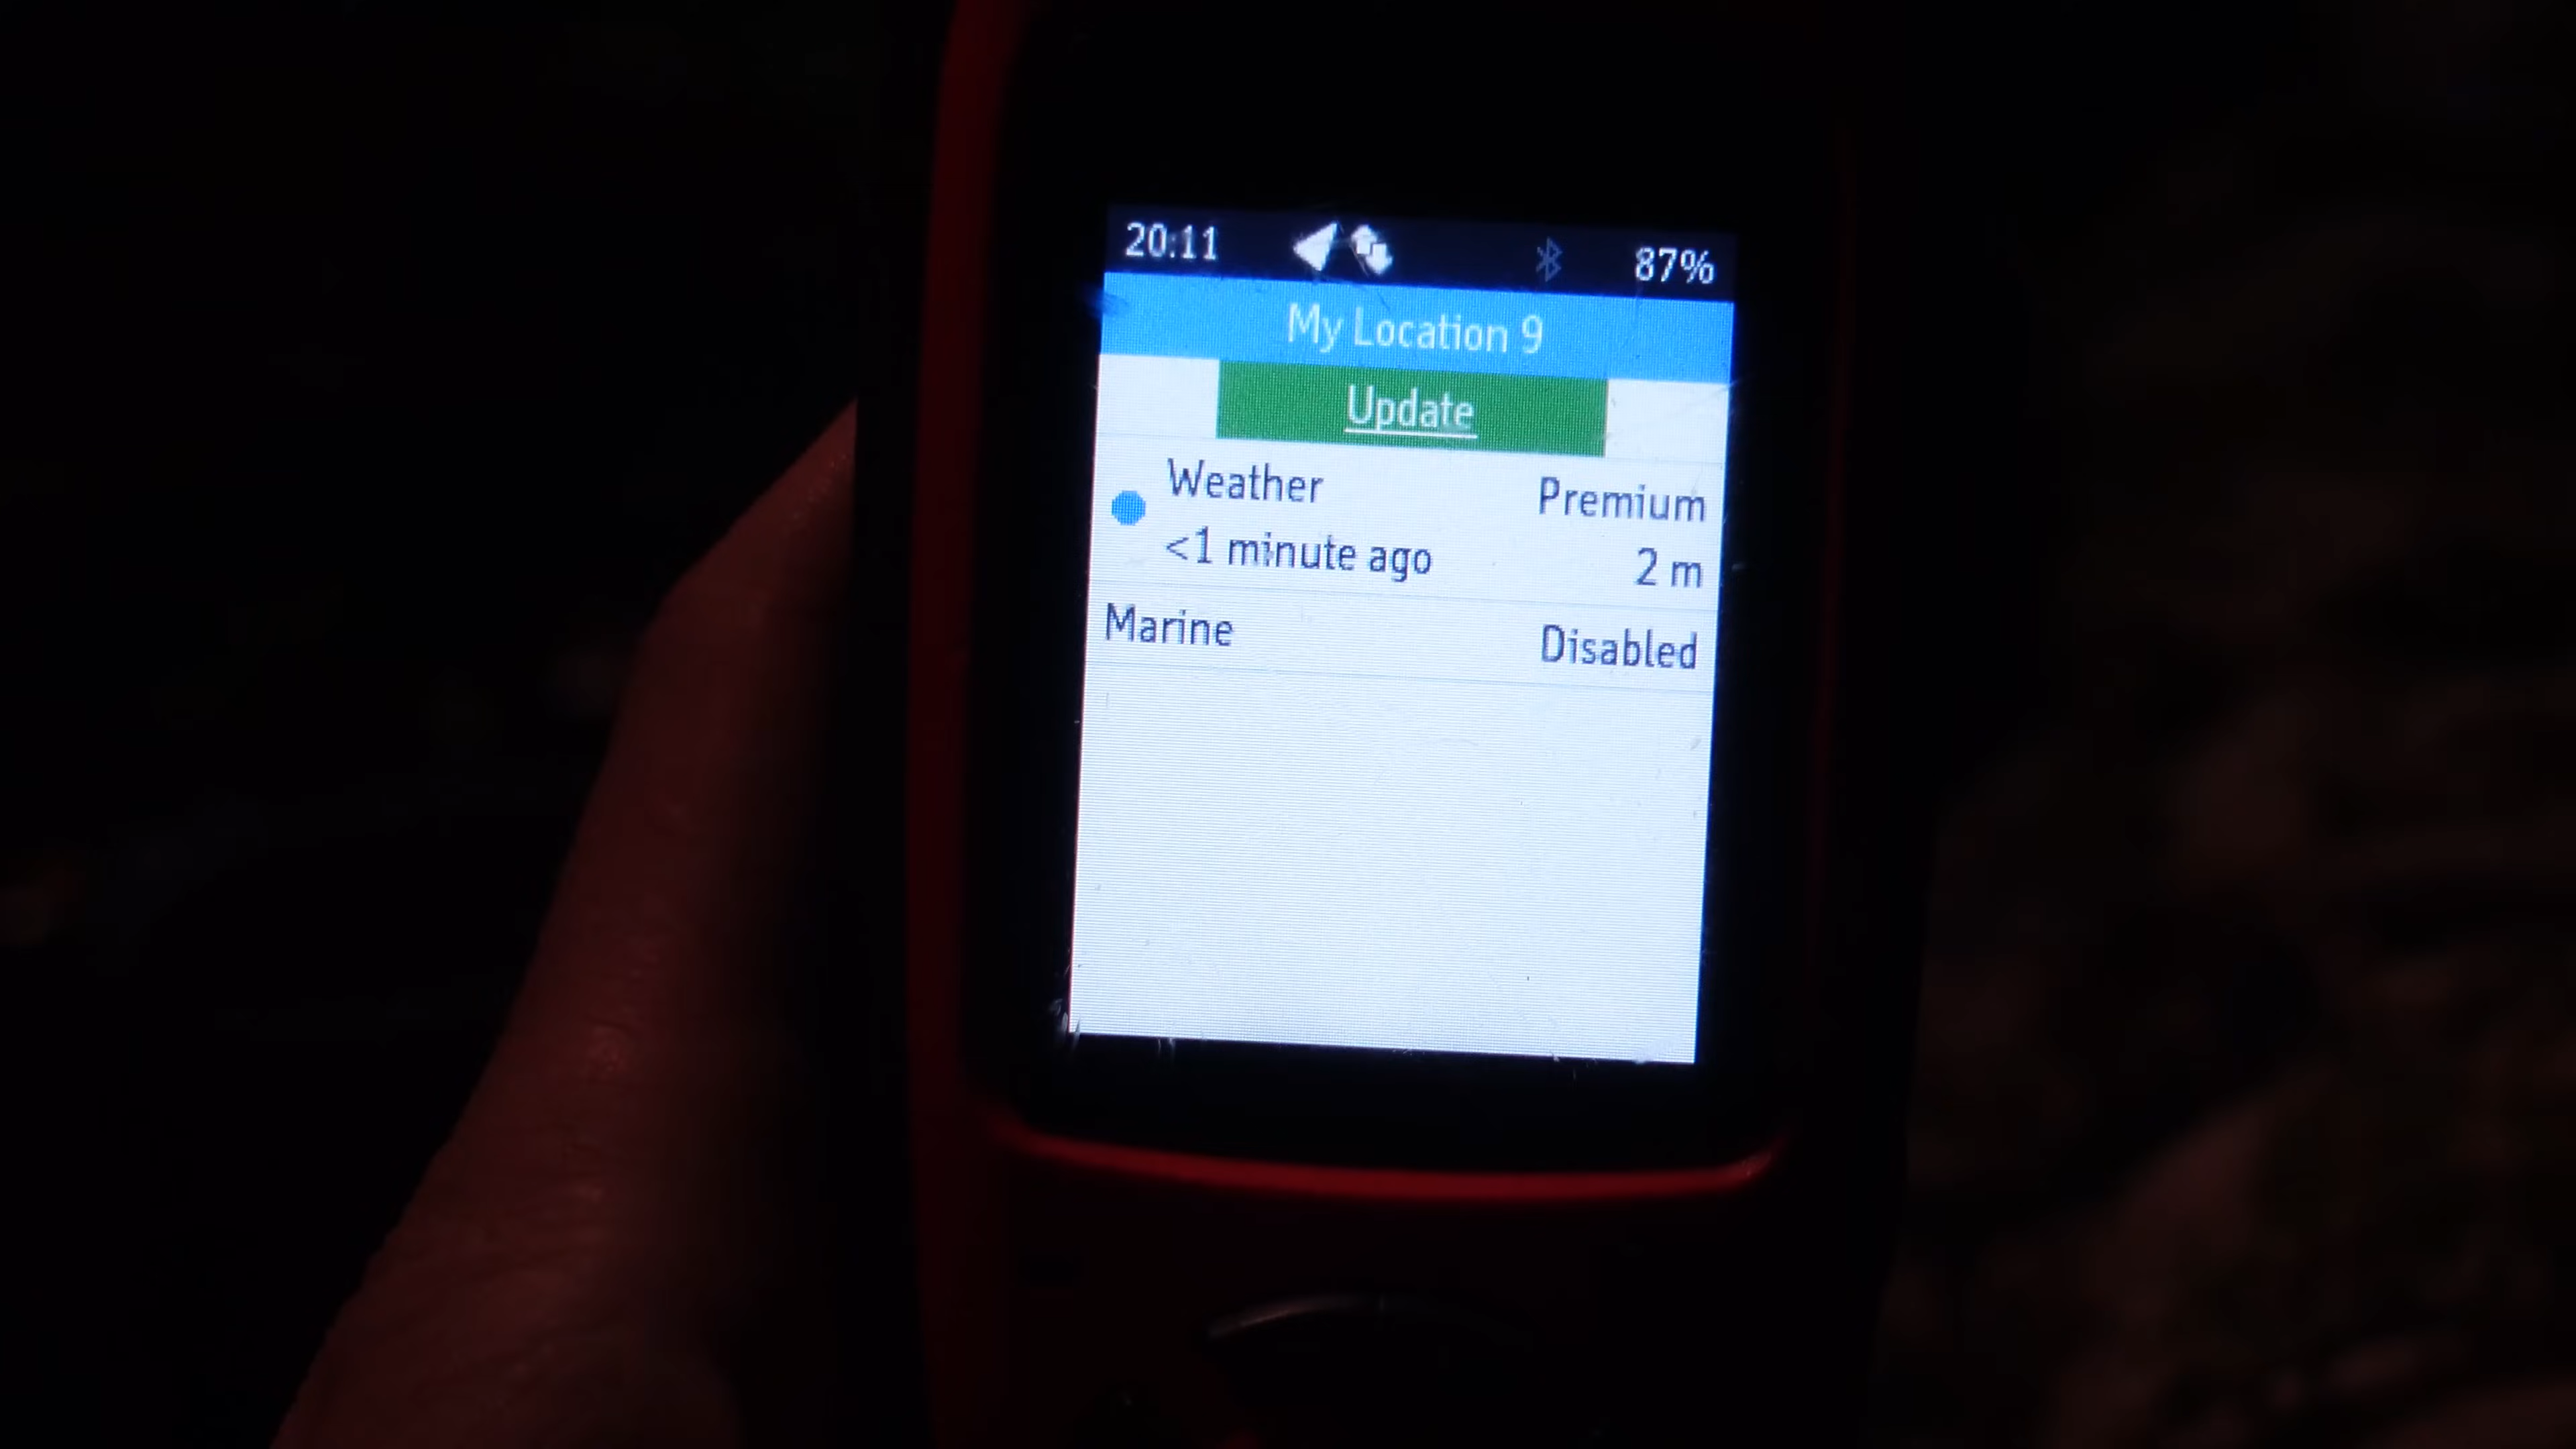 20:11 87%
My Location 9
Update
Weather Premium
<1 minute ago 2 m
Marine Disabled